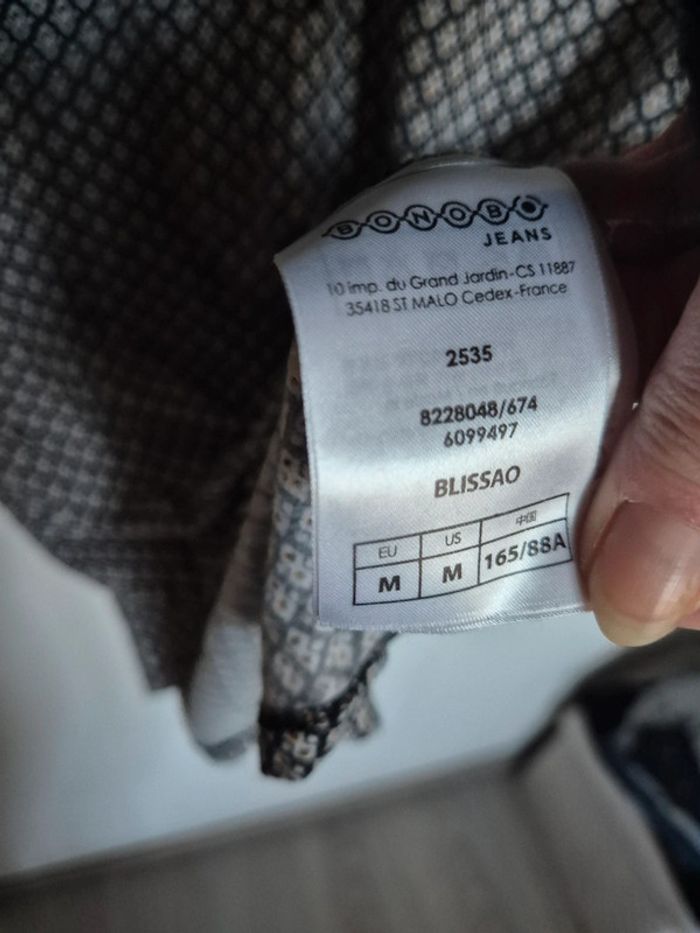 BONOBO
JEANS
10 imp. du Grand Jardin-CS 11887
35418 ST MALO Cedex-France
2535
8228048/674
6099497
BLISSAO
EU US 中国
M M 165/88A